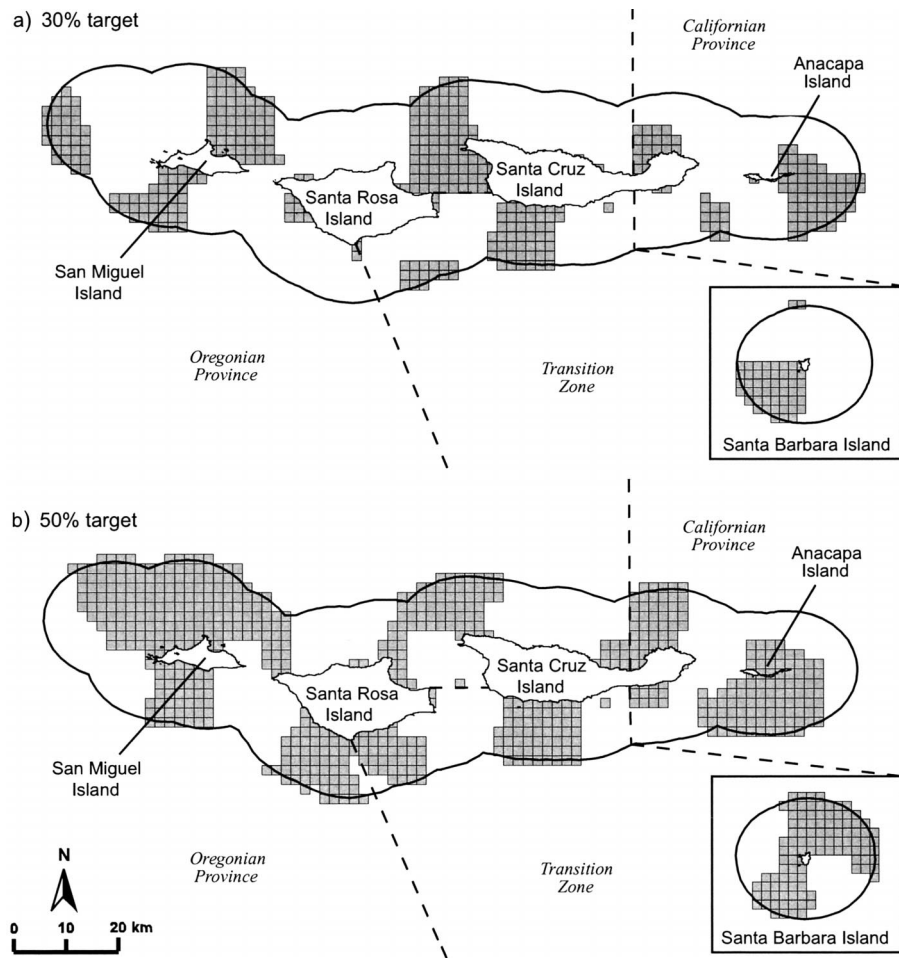 a) 30% target
Californian
Province
Anacapa
Island
Santa Cruz
Island
Santa Rosa
Island
San Miguel
Island
Oregonian
Province
Transition
Zone
Santa Barbara Island
b) 50% target
Californian
Province
Anacapa
Island
Santa Cruz
Island
Santa Rosa
Island
San Miguel
Island
Oregonian
Province
Transition
Zone
Santa Barbara Island
N
0 10 20 km